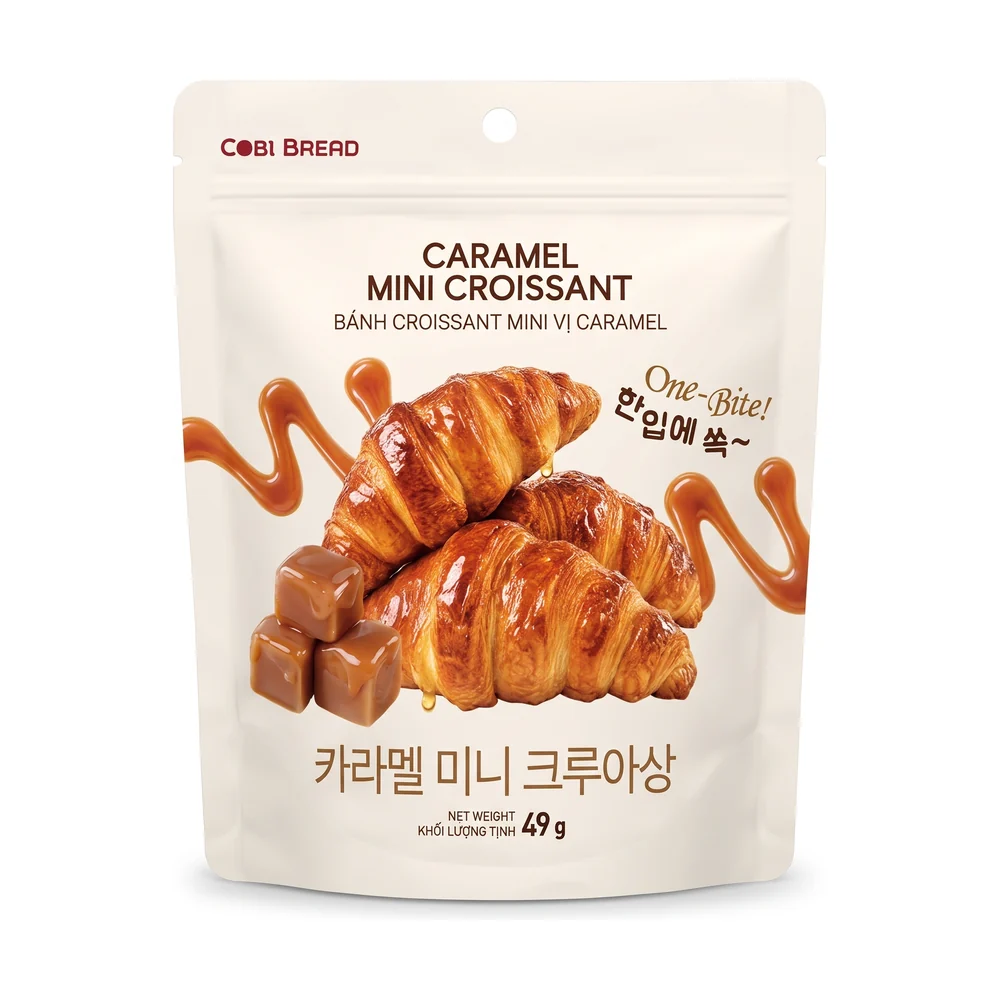 COBI BREAD
CARAMEL
MINI CROISSANT
BÁNH CROISSANT MINI VỊ CARAMEL
One-Bite!
한입에 쏙~
카라멜 미니 크루아상
NET WEIGHT
KHỐI LƯỢNG TỊNH 49 g